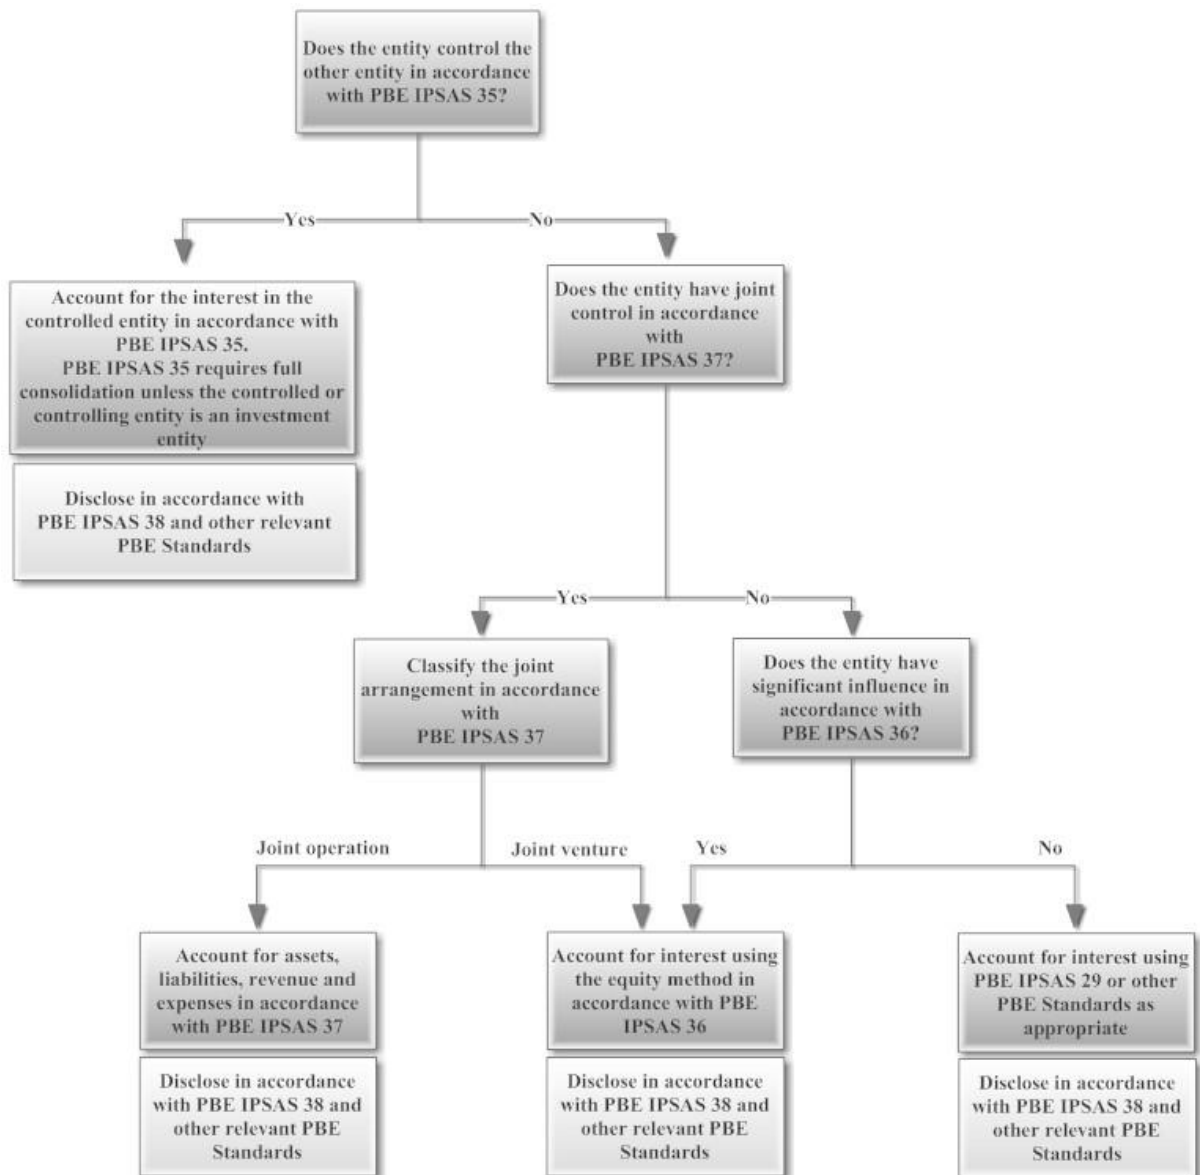 Does the entity control the
other entity in accordance
with PBE IPSAS 35?
Yes
No
Account for the interest in the
controlled entity in accordance with
PBE IPSAS 35.
PBE IPSAS 35 requires full
consolidation unless the controlled or
controlling entity is an investment
entity
Disclose in accordance with
PBE IPSAS 38 and other relevant
PBE Standards
Does the entity have joint
control in accordance
with
PBE IPSAS 37?
Yes
No
Classify the joint
arrangement in accordance
with
PBE IPSAS 37
Does the entity have
significant influence in
accordance with
PBE IPSAS 36?
Joint operation
Joint venture
Yes
No
Account for assets,
liabilities, revenue and
expenses in accordance
with PBE IPSAS 37
Disclose in accordance
with PBE IPSAS 38 and
other relevant PBE
Standards
Account for interest using
the equity method in
accordance with PBE
IPSAS 36
Disclose in accordance
with PBE IPSAS 38 and
other relevant PBE
Standards
Account for interest using
PBE IPSAS 29 or other
PBE Standards as
appropriate
Disclose in accordance
with PBE IPSAS 38 and
other relevant PBE
Standards